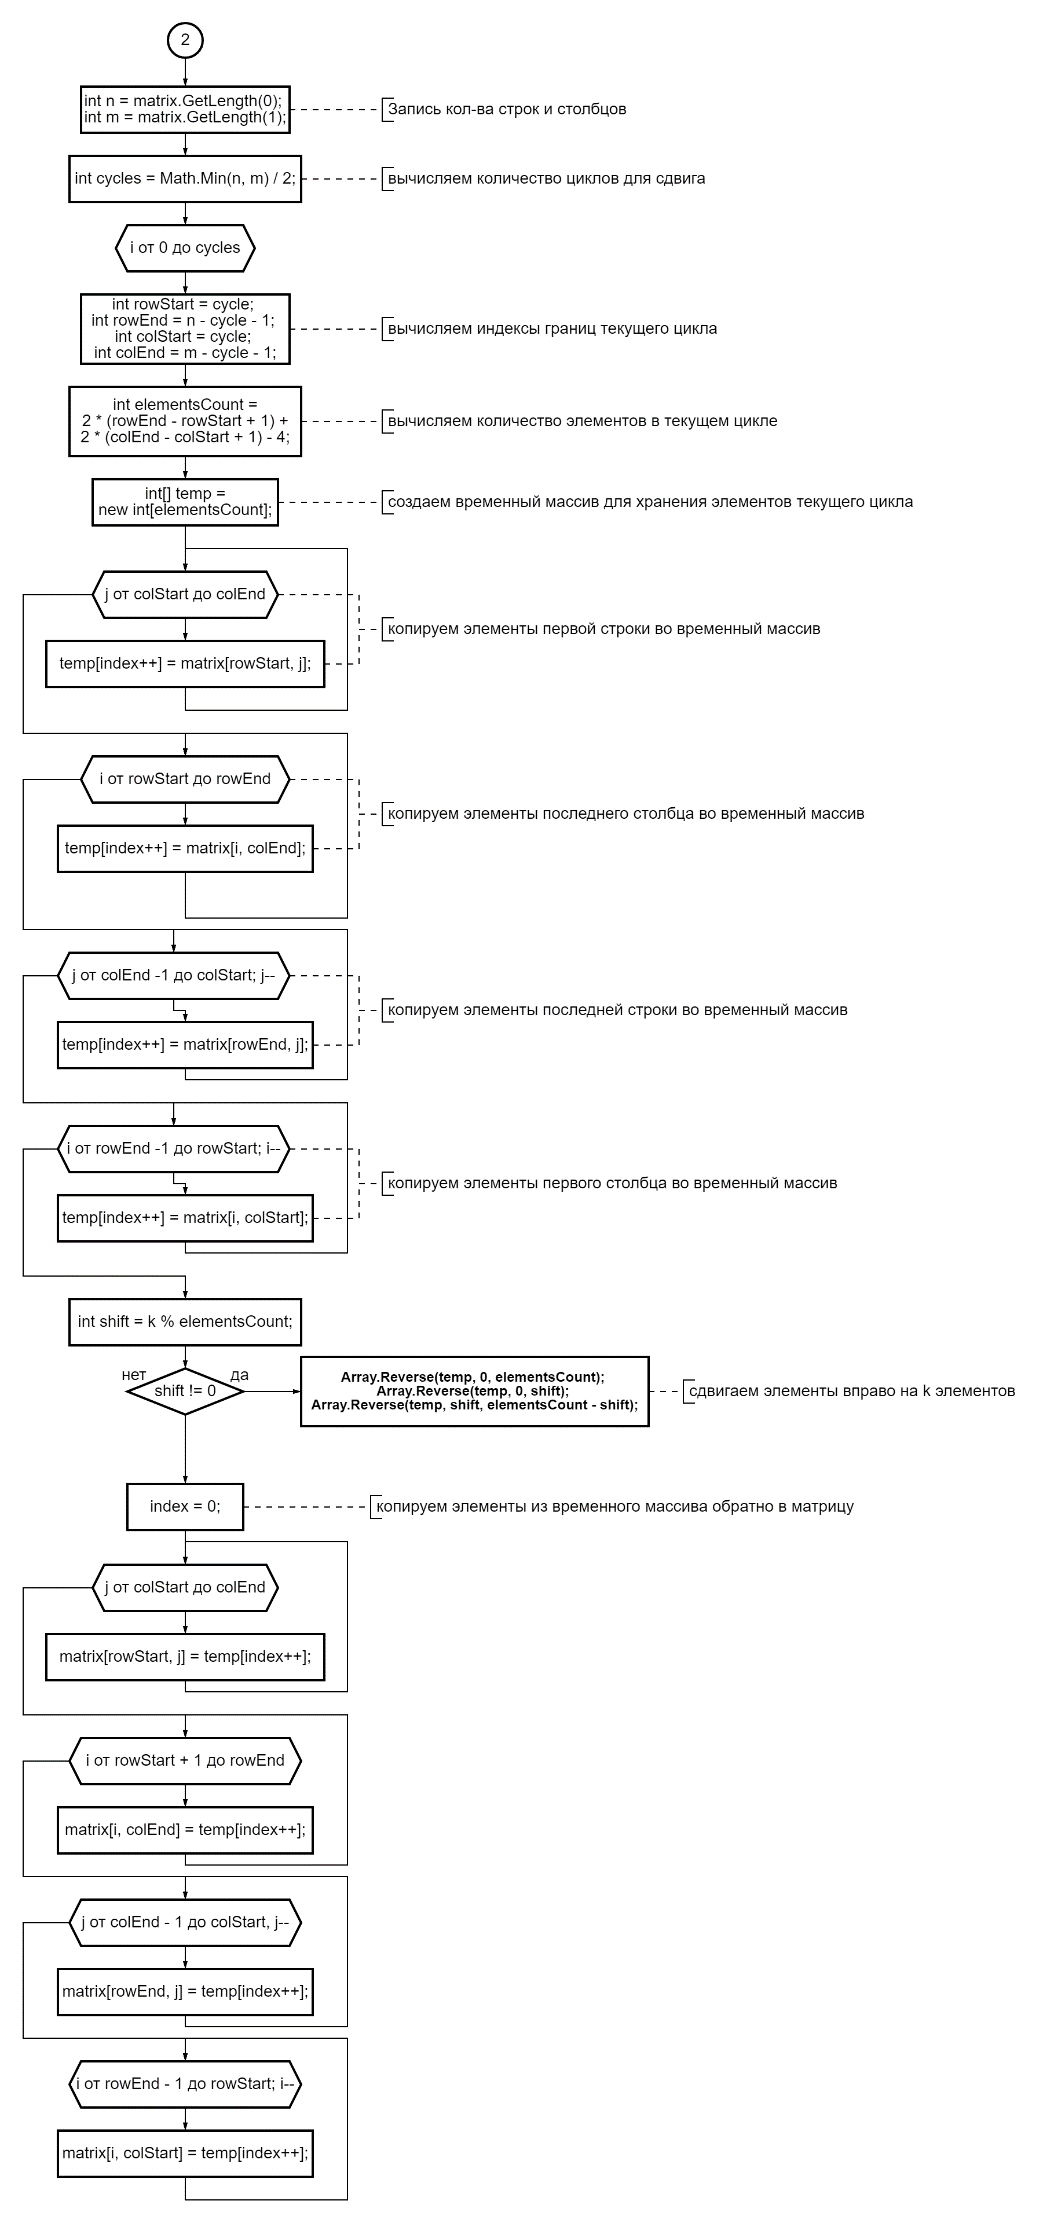 2
int n = matrix.GetLength(0);
int m = matrix.GetLength(1);
Запись кол-ва строк и столбцов
int cycles = Math.Min(n, m) / 2;
вычисляем количество циклов для сдвига
i от 0 до cycles
int rowStart = cycle;
int rowEnd = n - cycle - 1;
int colStart = cycle;
int colEnd = m - cycle - 1;
вычисляем индексы границ текущего цикла
int elementsCount =
2 * (rowEnd - rowStart + 1) +
2 * (colEnd - colStart + 1) - 4;
вычисляем количество элементов в текущем цикле
int[] temp =
new int[elementsCount];
создаем временный массив для хранения элементов текущего цикла
j от colStart до colEnd
temp[index++] = matrix[rowStart, j];
копируем элементы первой строки во временный массив
i от rowStart до rowEnd
temp[index++] = matrix[i, colEnd];
копируем элементы последнего столбца во временный массив
j от colEnd -1 до colStart; j--
temp[index++] = matrix[rowEnd, j];
копируем элементы последней строки во временный массив
i от rowEnd -1 до rowStart; i--
temp[index++] = matrix[i, colStart];
копируем элементы первого столбца во временный массив
int shift = k % elementsCount;
нет
shift != 0
да
Array.Reverse(temp, 0, elementsCount);
Array.Reverse(temp, 0, shift);
Array.Reverse(temp, shift, elementsCount - shift);
сдвигаем элементы вправо на k элементов
index = 0;
копируем элементы из временного массива обратно в матрицу
j от colStart до colEnd
matrix[rowStart, j] = temp[index++];
i от rowStart + 1 до rowEnd
matrix[i, colEnd] = temp[index++];
j от colEnd - 1 до colStart, j--
matrix[rowEnd, j] = temp[index++];
i от rowEnd - 1 до rowStart; i--
matrix[i, colStart] = temp[index++];